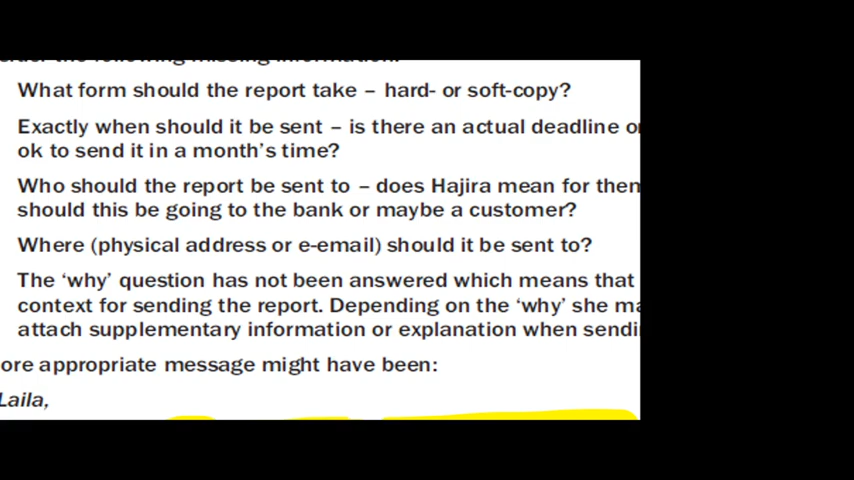 the following missing information:
What form should the report take – hard- or soft-copy?
Exactly when should it be sent – is there an actual deadline
ok to send it in a month's time?
Who should the report be sent to – does Hajira mean for
should this be going to the bank or maybe a customer?
Where (physical address or e-email) should it be sent to?
The 'why' question has not been answered which means that
context for sending the report. Depending on the 'why' she
attach supplementary information or explanation when
ore appropriate message might have been:
Laila,